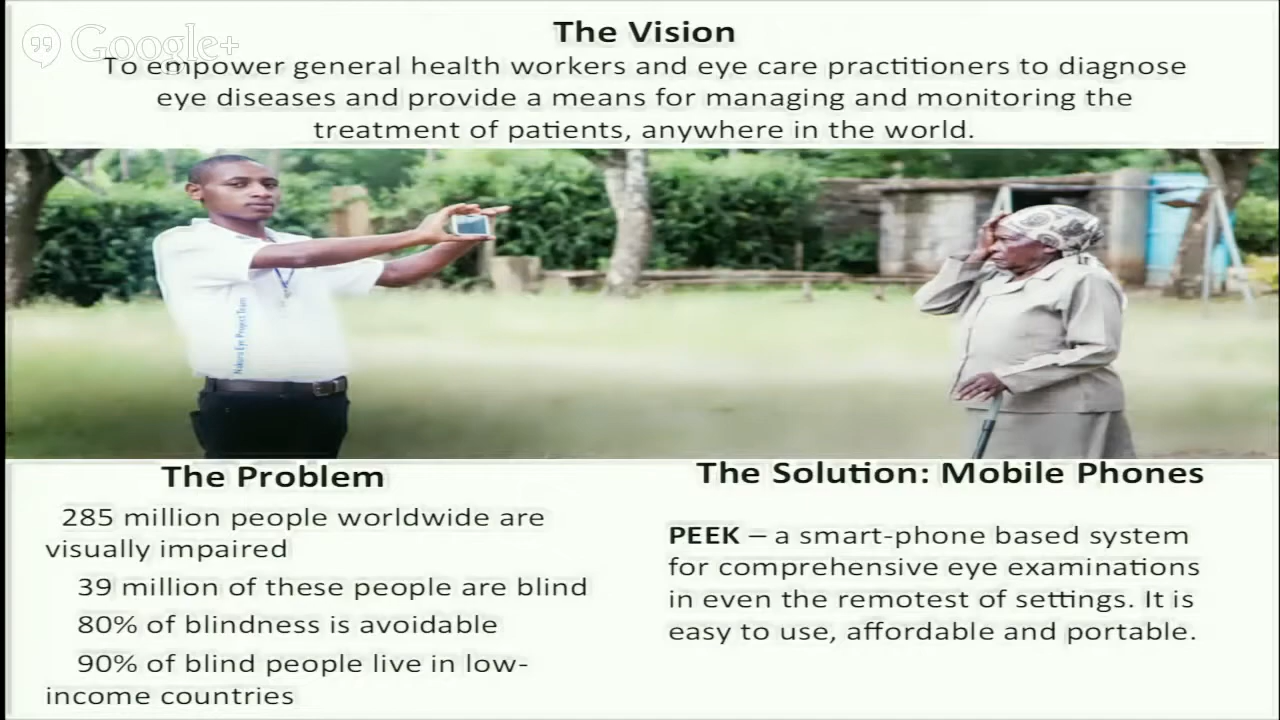 Google+
The Vision
To empower general health workers and eye care practitioners to diagnose
eye diseases and provide a means for managing and monitoring the
treatment of patients, anywhere in the world.
Nakuru Eye Project Team
The Problem
285 million people worldwide are
visually impaired
39 million of these people are blind
80% of blindness is avoidable
90% of blind people live in low-
income countries
The Solution: Mobile Phones
PEEK – a smart-phone based system
for comprehensive eye examinations
in even the remotest of settings. It is
easy to use, affordable and portable.